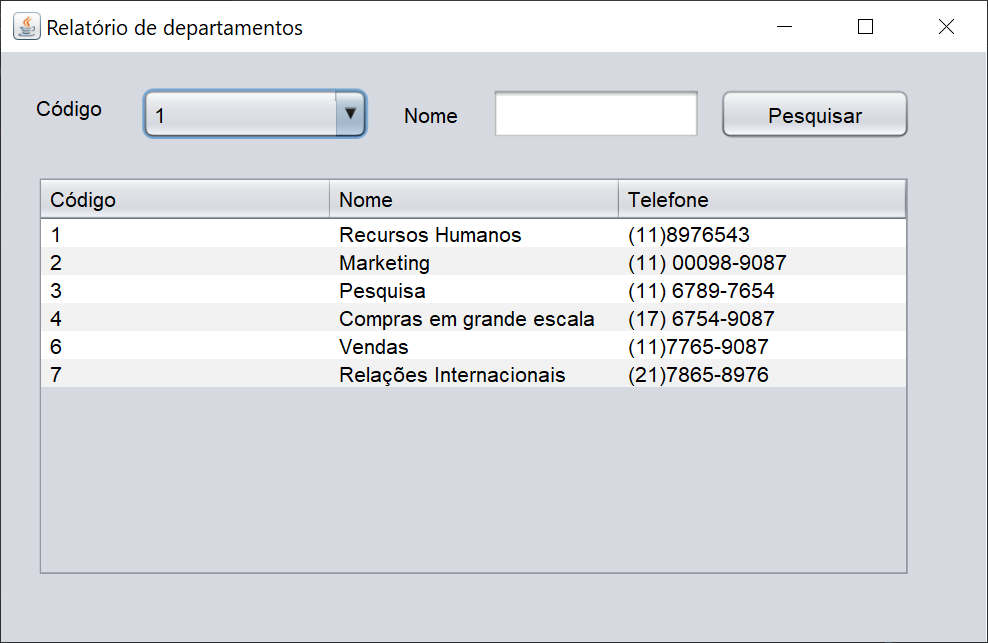 Relatório de departamentos
Código 1 Nome Pesquisar
Código Nome Telefone
1 Recursos Humanos (11)8976543
2 Marketing (11) 00098-9087
3 Pesquisa (11) 6789-7654
4 Compras em grande escala (17) 6754-9087
6 Vendas (11)7765-9087
7 Relações Internacionais (21)7865-8976